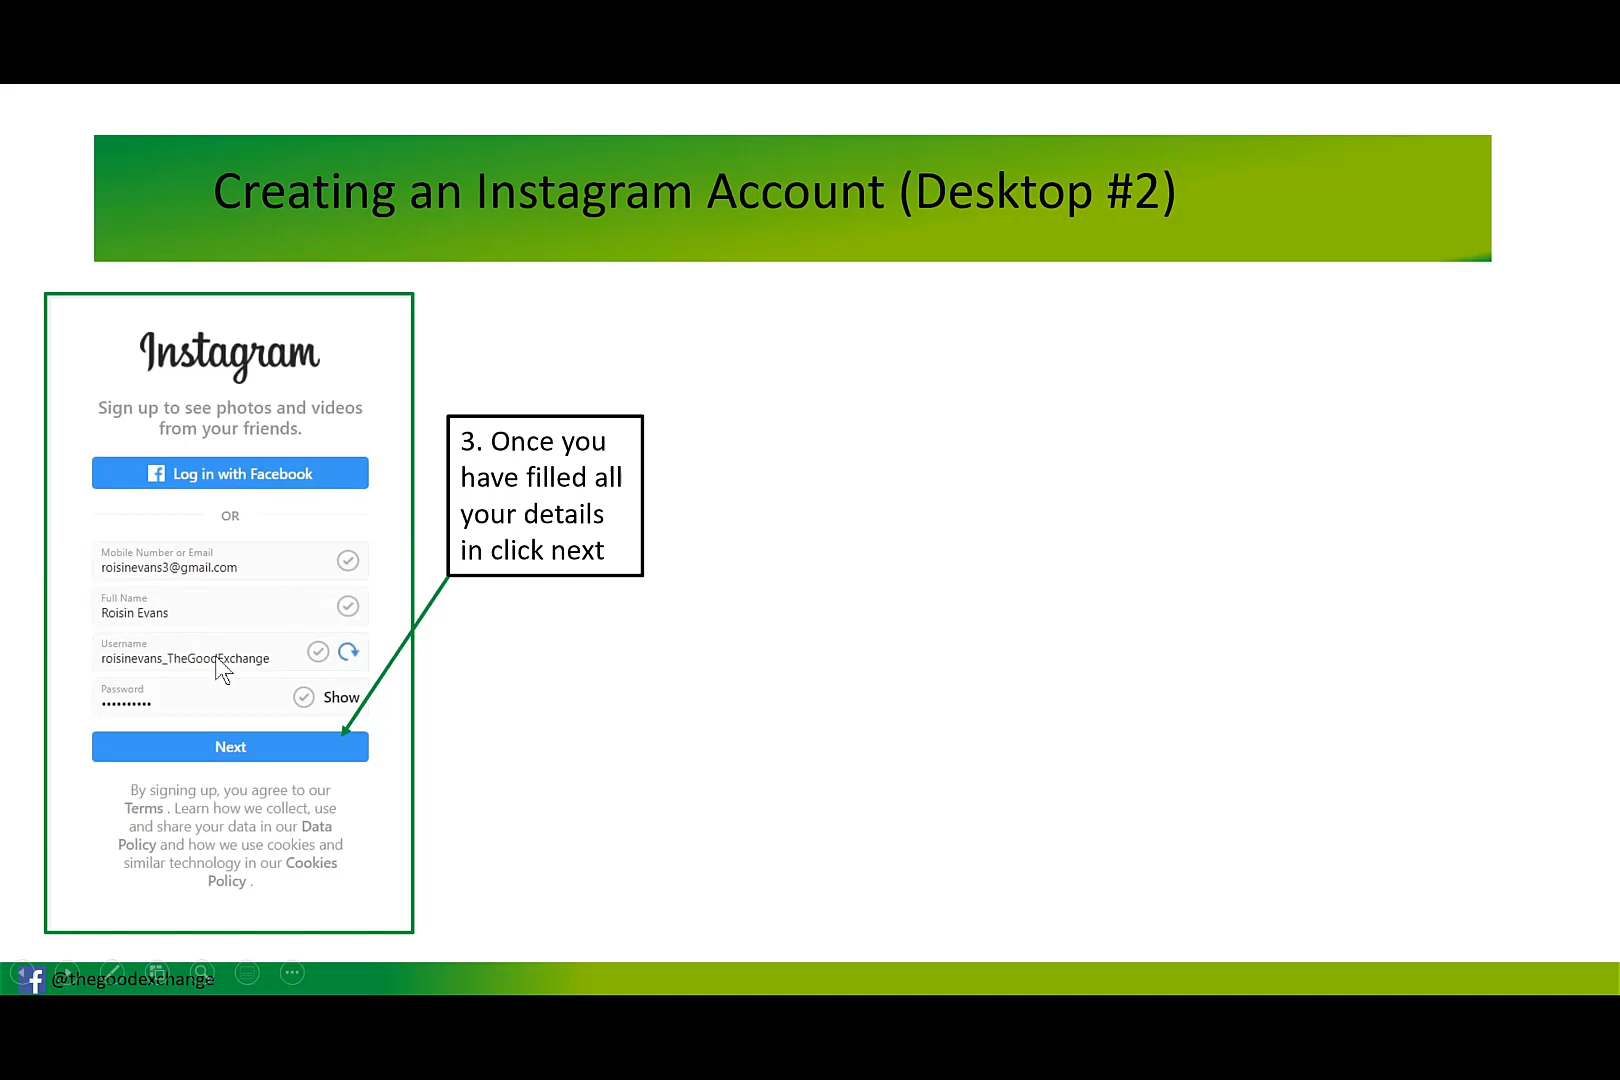 Creating an Instagram Account (Desktop #2)
Instagram
Sign up to see photos and videos
from your friends.
Log in with Facebook
OR
Mobile Number or Email
roisinevans3@gmail.com
Full Name
Roisin Evans
Username
roisinevans_TheGoodExchange
Password
Show
Next
By signing up, you agree to our
Terms . Learn how we collect, use
and share your data in our Data
Policy and how we use cookies and
similar technology in our Cookies
Policy .
3. Once you
have filled all
your details
in click next
@thegoodexchange